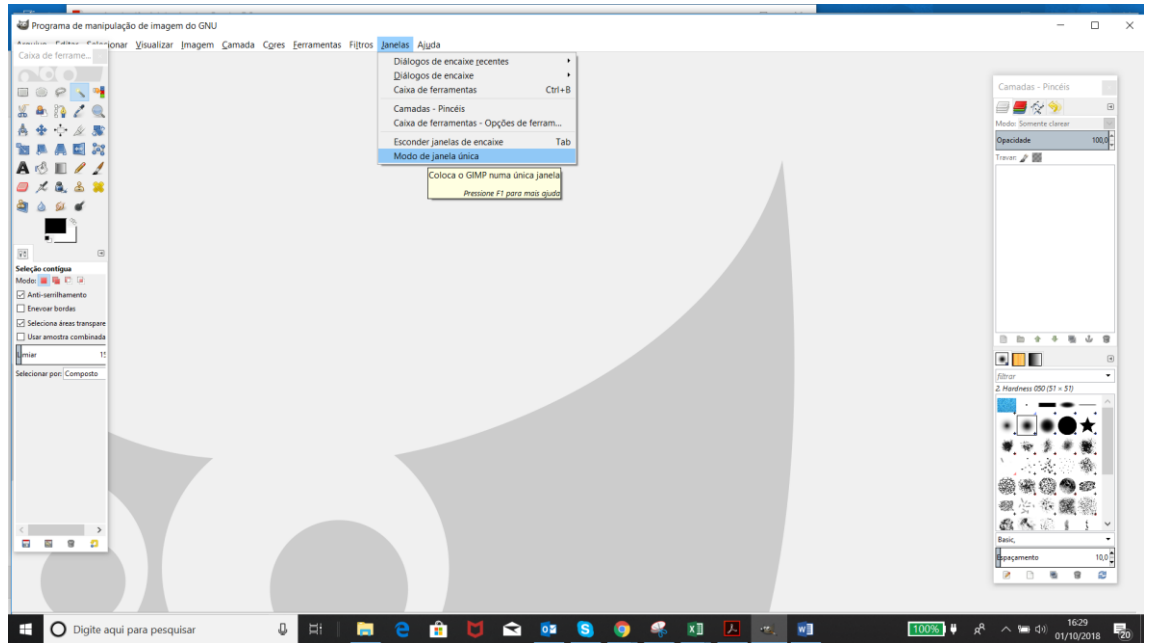 Programa de manipulação de imagem do GNU
Arquivo Editar Selecionar Visualizar Imagem Camada Cores Ferramentas Filtros Janelas Ajuda
Caixa de ferrame...
Diálogos de encaixe recentes
Diálogos de encaixe
Caixa de ferramentas Ctrl+B
Camadas - Pincéis
Caixa de ferramentas - Opções de ferram...
Esconder janelas de encaixe Tab
Modo de janela única
Coloca o GIMP numa única janela
Pressione F1 para mais ajuda
Seleção contígua
Modo:
Anti-serrilhamento
Enevoar bordas
Seleciona áreas transpare
Usar amostra combinada
Limiar 15
Selecionar por: Composto
Camadas - Pincéis
Modo: Somente clarear
Opacidade 100,0
Travar:
filtrar
2. Hardness 050 (51 × 51)
Basic,
Espaçamento 10,0
Digite aqui para pesquisar
100%
16:29
01/10/2018
20